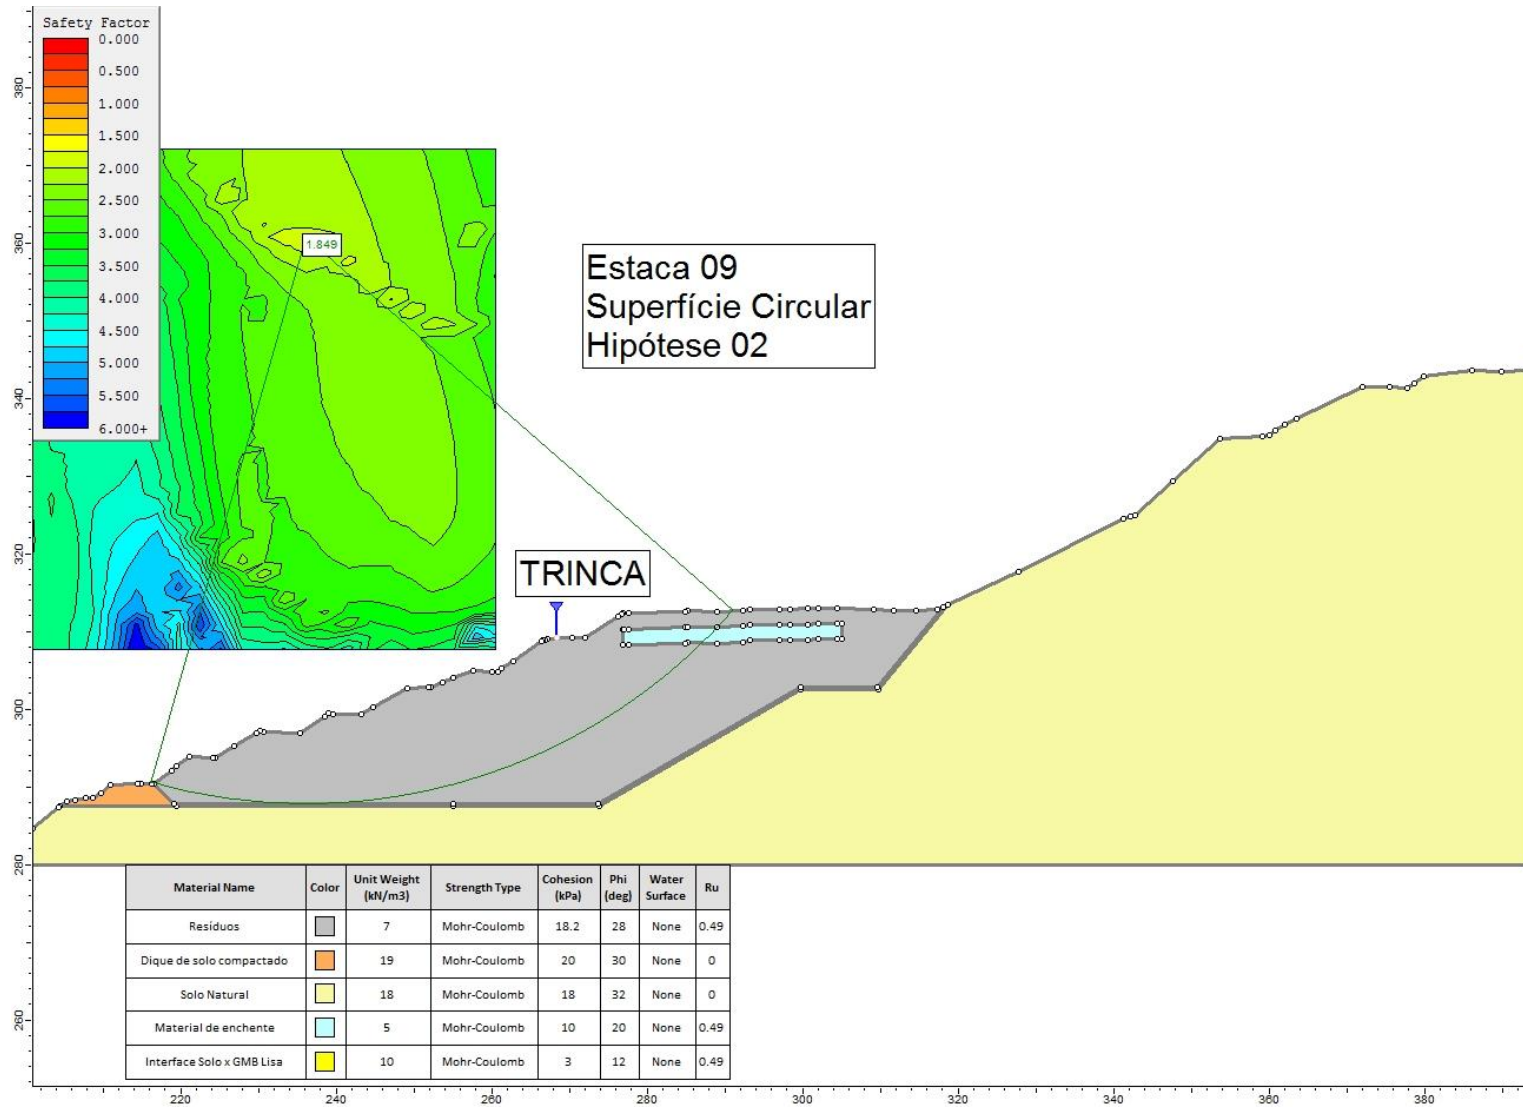 Safety Factor
0.000
0.500
1.000
1.500
2.000
2.500
3.000
3.500
4.000
4.500
5.000
5.500
6.000+
380
360
340
320
300
280
260
1.849
Estaca 09
Superfície Circular
Hipótese 02
TRINCA
Material Name Color Unit Weight (kN/m3) Strength Type Cohesion (kPa) Phi (deg) Water Surface Ru
Resíduos 7 Mohr-Coulomb 18.2 28 None 0.49
Dique de solo compactado 19 Mohr-Coulomb 20 30 None 0
Solo Natural 18 Mohr-Coulomb 18 32 None 0
Material de enchente 5 Mohr-Coulomb 10 20 None 0.49
Interface Solo x GMB Lisa 10 Mohr-Coulomb 3 12 None 0.49
220 240 260 280 300 320 340 360 380